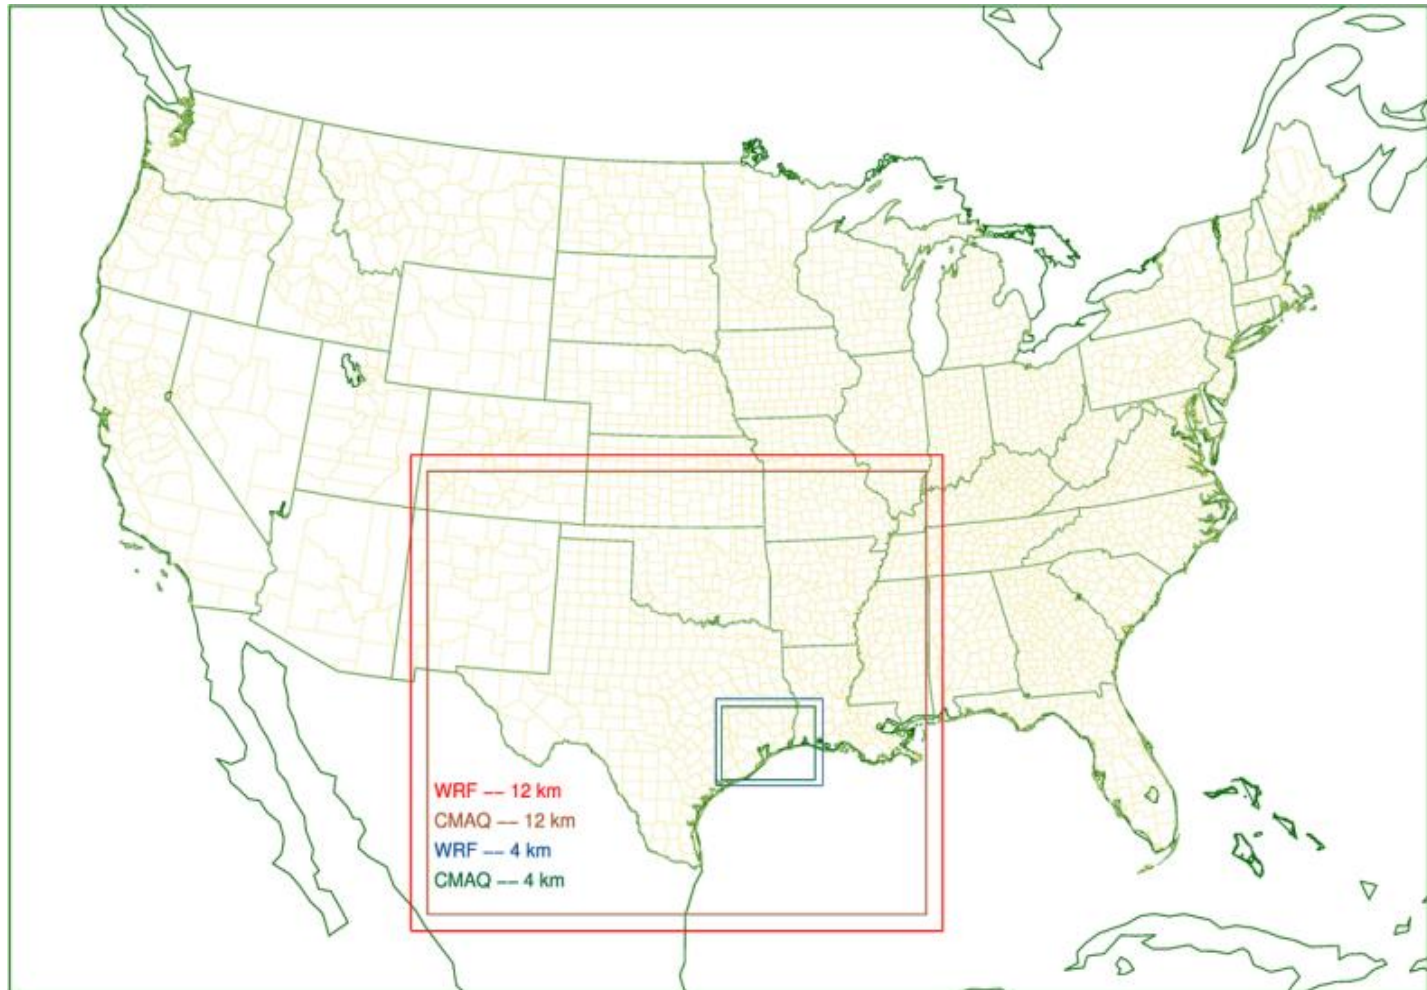 WRF –– 12 km
CMAQ –– 12 km
WRF –– 4 km
CMAQ –– 4 km